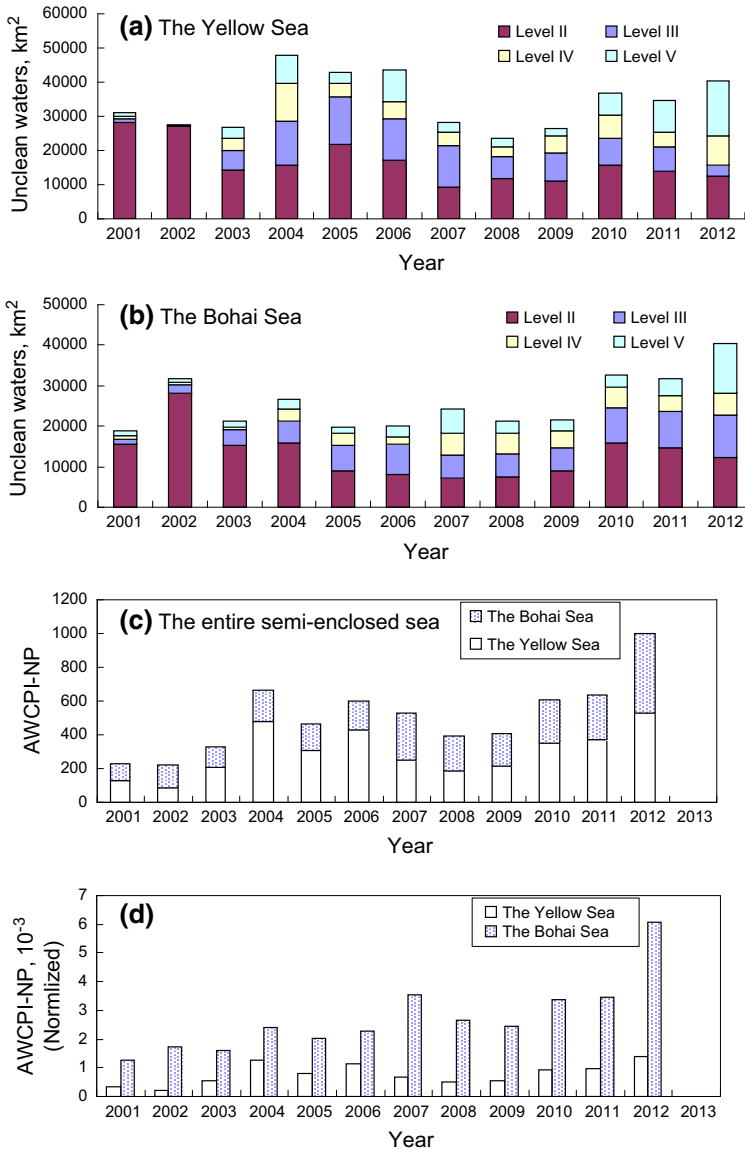 (a) The Yellow Sea
Level II
Level III
Level IV
Level V
Unclean waters, km²
60000
50000
40000
30000
20000
10000
0
2001 2002 2003 2004 2005 2006 2007 2008 2009 2010 2011 2012
Year
(b) The Bohai Sea
Level II
Level III
Level IV
Level V
Unclean waters, km²
50000
40000
30000
20000
10000
0
2001 2002 2003 2004 2005 2006 2007 2008 2009 2010 2011 2012
Year
(c) The entire semi-enclosed sea
The Bohai Sea
The Yellow Sea
AWCPI-NP
1200
1000
800
600
400
200
0
2001 2002 2003 2004 2005 2006 2007 2008 2009 2010 2011 2012 2013
Year
(d)
The Yellow Sea
The Bohai Sea
AWCPI-NP, 10⁻³
(Normlized)
7
6
5
4
3
2
1
0
2001 2002 2003 2004 2005 2006 2007 2008 2009 2010 2011 2012 2013
Year